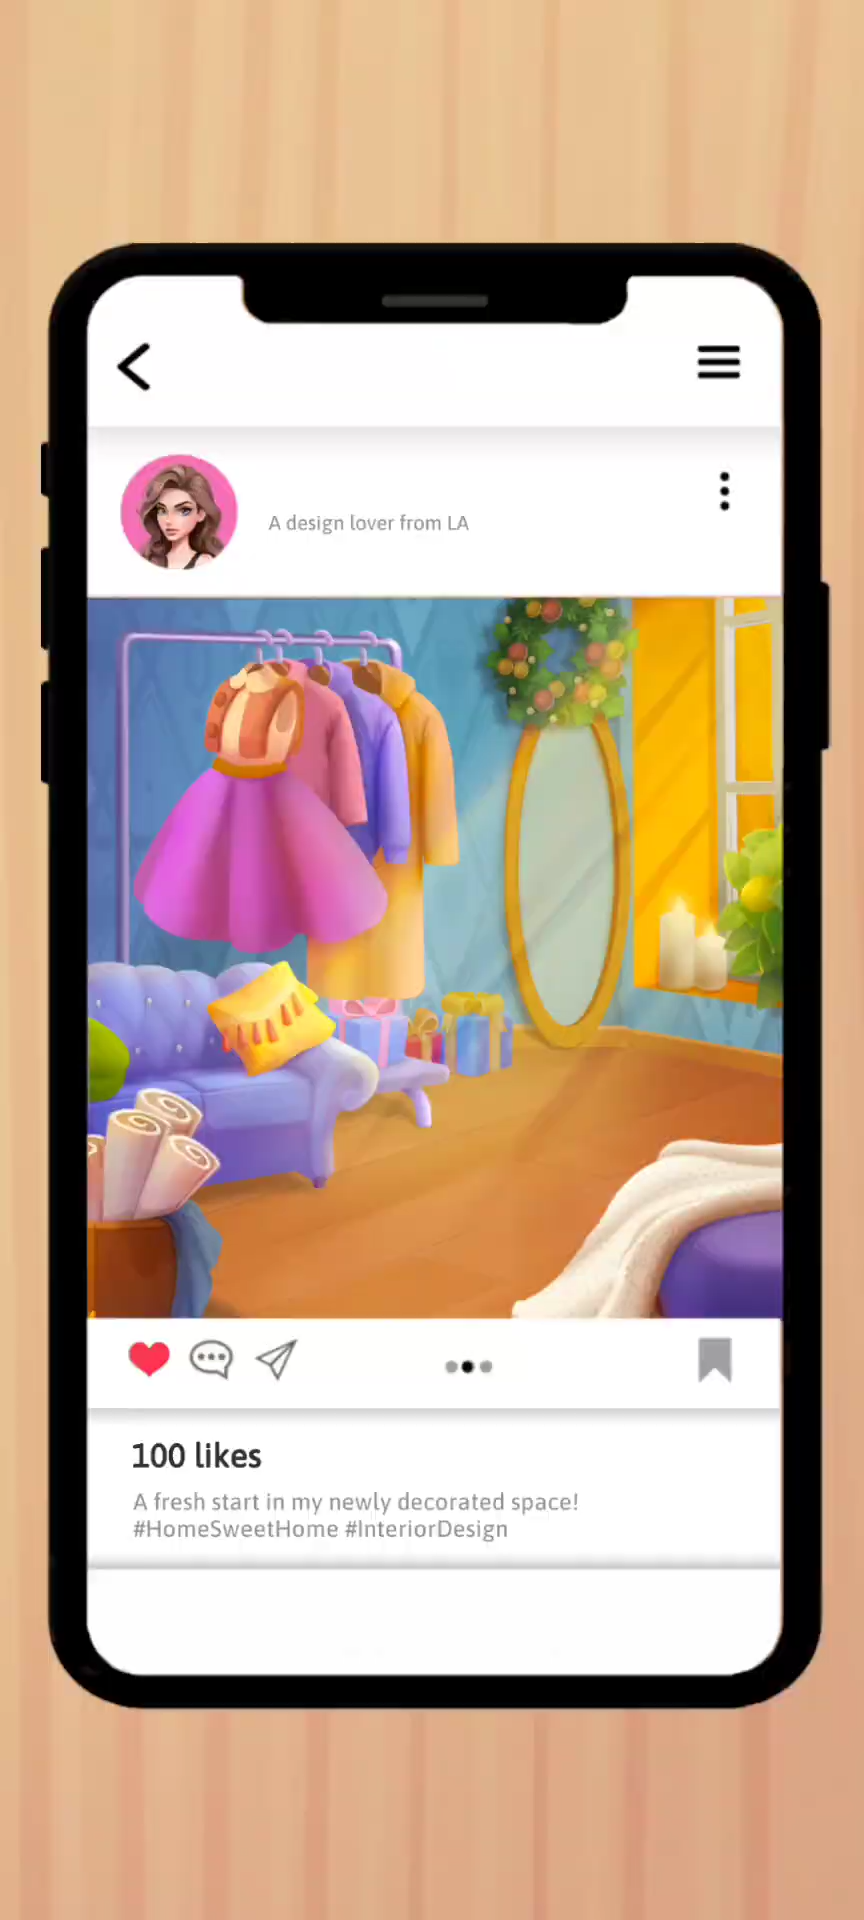 A design lover from LA
100 likes
A fresh start in my newly decorated space!
#HomeSweetHome #InteriorDesign